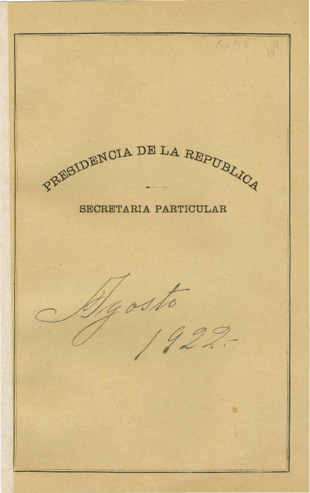 PRESIDENCIA DE LA REPUBLICA
SECRETARIA PARTICULAR
Agosto
1922.-